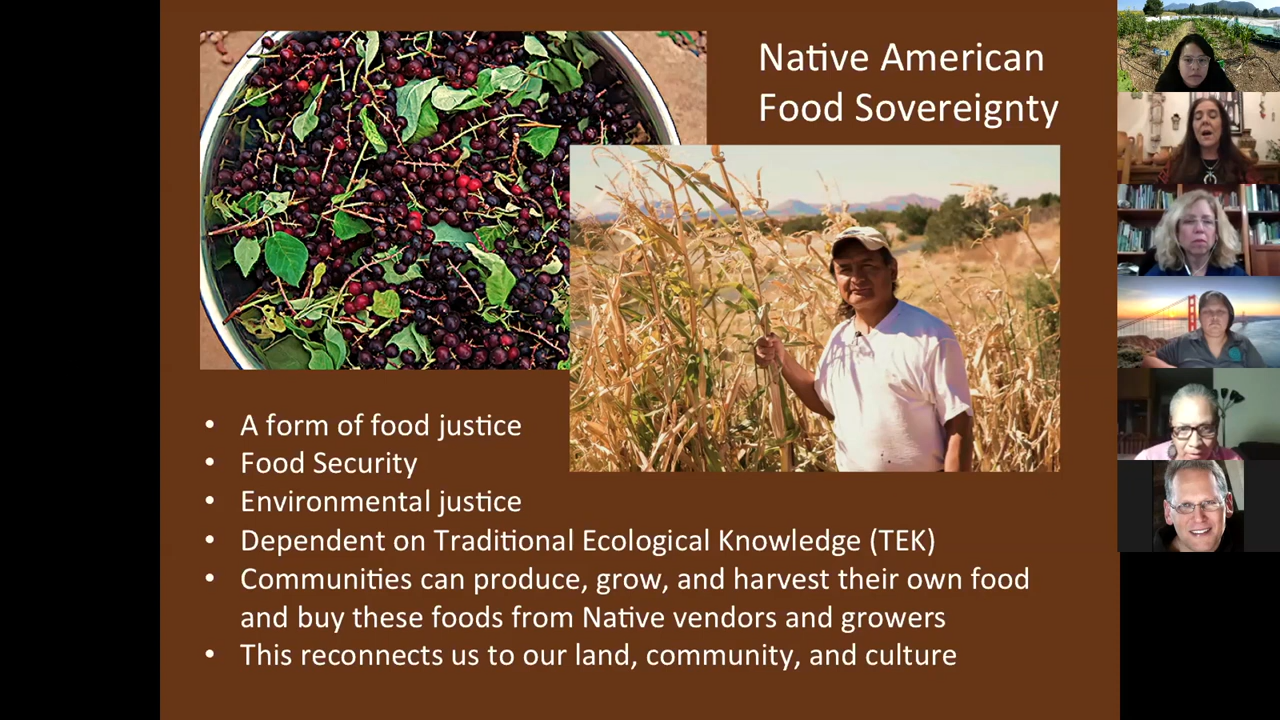 Native American
Food Sovereignty
• A form of food justice
• Food Security
• Environmental justice
• Dependent on Traditional Ecological Knowledge (TEK)
• Communities can produce, grow, and harvest their own food
and buy these foods from Native vendors and growers
• This reconnects us to our land, community, and culture